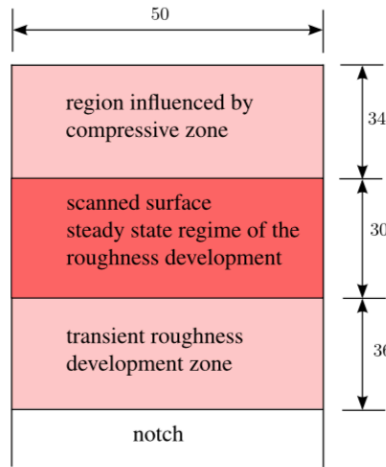 50
region influenced by
compressive zone
34
scanned surface
steady state regime of the
roughness development
30
transient roughness
development zone
36
notch